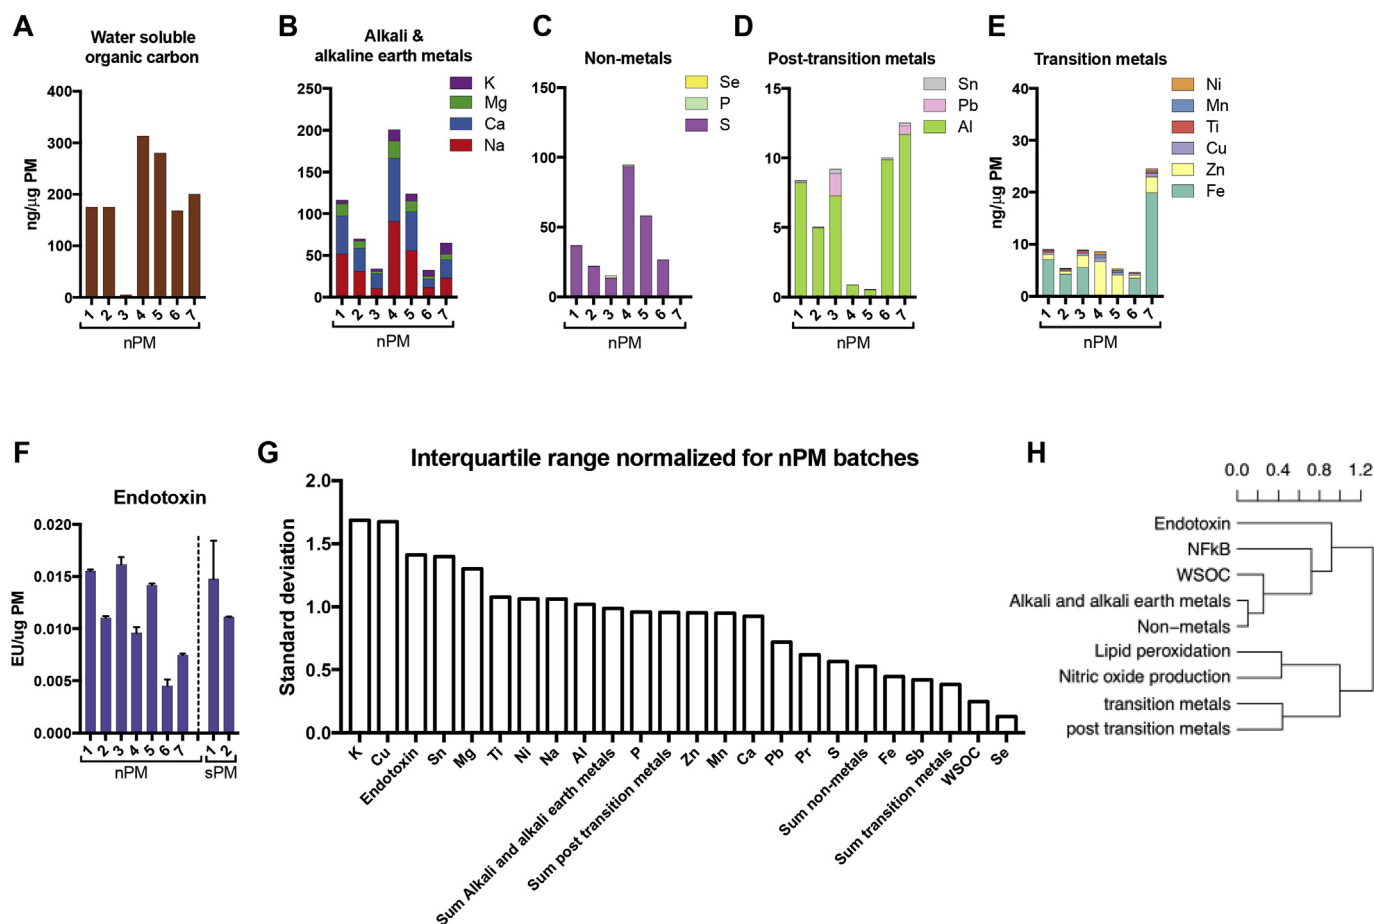 A
Water soluble
organic carbon
ng/µg PM
400
300
200
100
0
1 2 3 4 5 6 7
nPM
B
Alkali &
alkaline earth metals
K
Mg
Ca
Na
250
200
150
100
50
0
1 2 3 4 5 6 7
nPM
C
Non-metals
Se
P
S
150
100
50
0
1 2 3 4 5 6 7
nPM
D
Post-transition metals
Sn
Pb
Al
15
10
5
0
1 2 3 4 5 6 7
nPM
E
Transition metals
Ni
Mn
Ti
Cu
Zn
Fe
ng/µg PM
40
30
20
10
0
1 2 3 4 5 6 7
nPM
F
Endotoxin
EU/ug PM
0.020
0.015
0.010
0.005
0.000
1 2 3 4 5 6 7 1 2
nPM sPM
G
Interquartile range normalized for nPM batches
Standard deviation
2.0
1.5
1.0
0.5
0.0
K
Cu
Endotoxin
Sn
Mg
Ti
Ni
Na
Al
Sum Alkali and alkali earth metals
P
Sum post transition metals
Zn
Mn
Ca
Pb
Pr
S
Sum non-metals
Fe
Sb
Sum transition metals
WSOC
Se
H
0.0 0.4 0.8 1.2
Endotoxin
NFkB
WSOC
Alkali and alkali earth metals
Non-metals
Lipid peroxidation
Nitric oxide production
transition metals
post transition metals